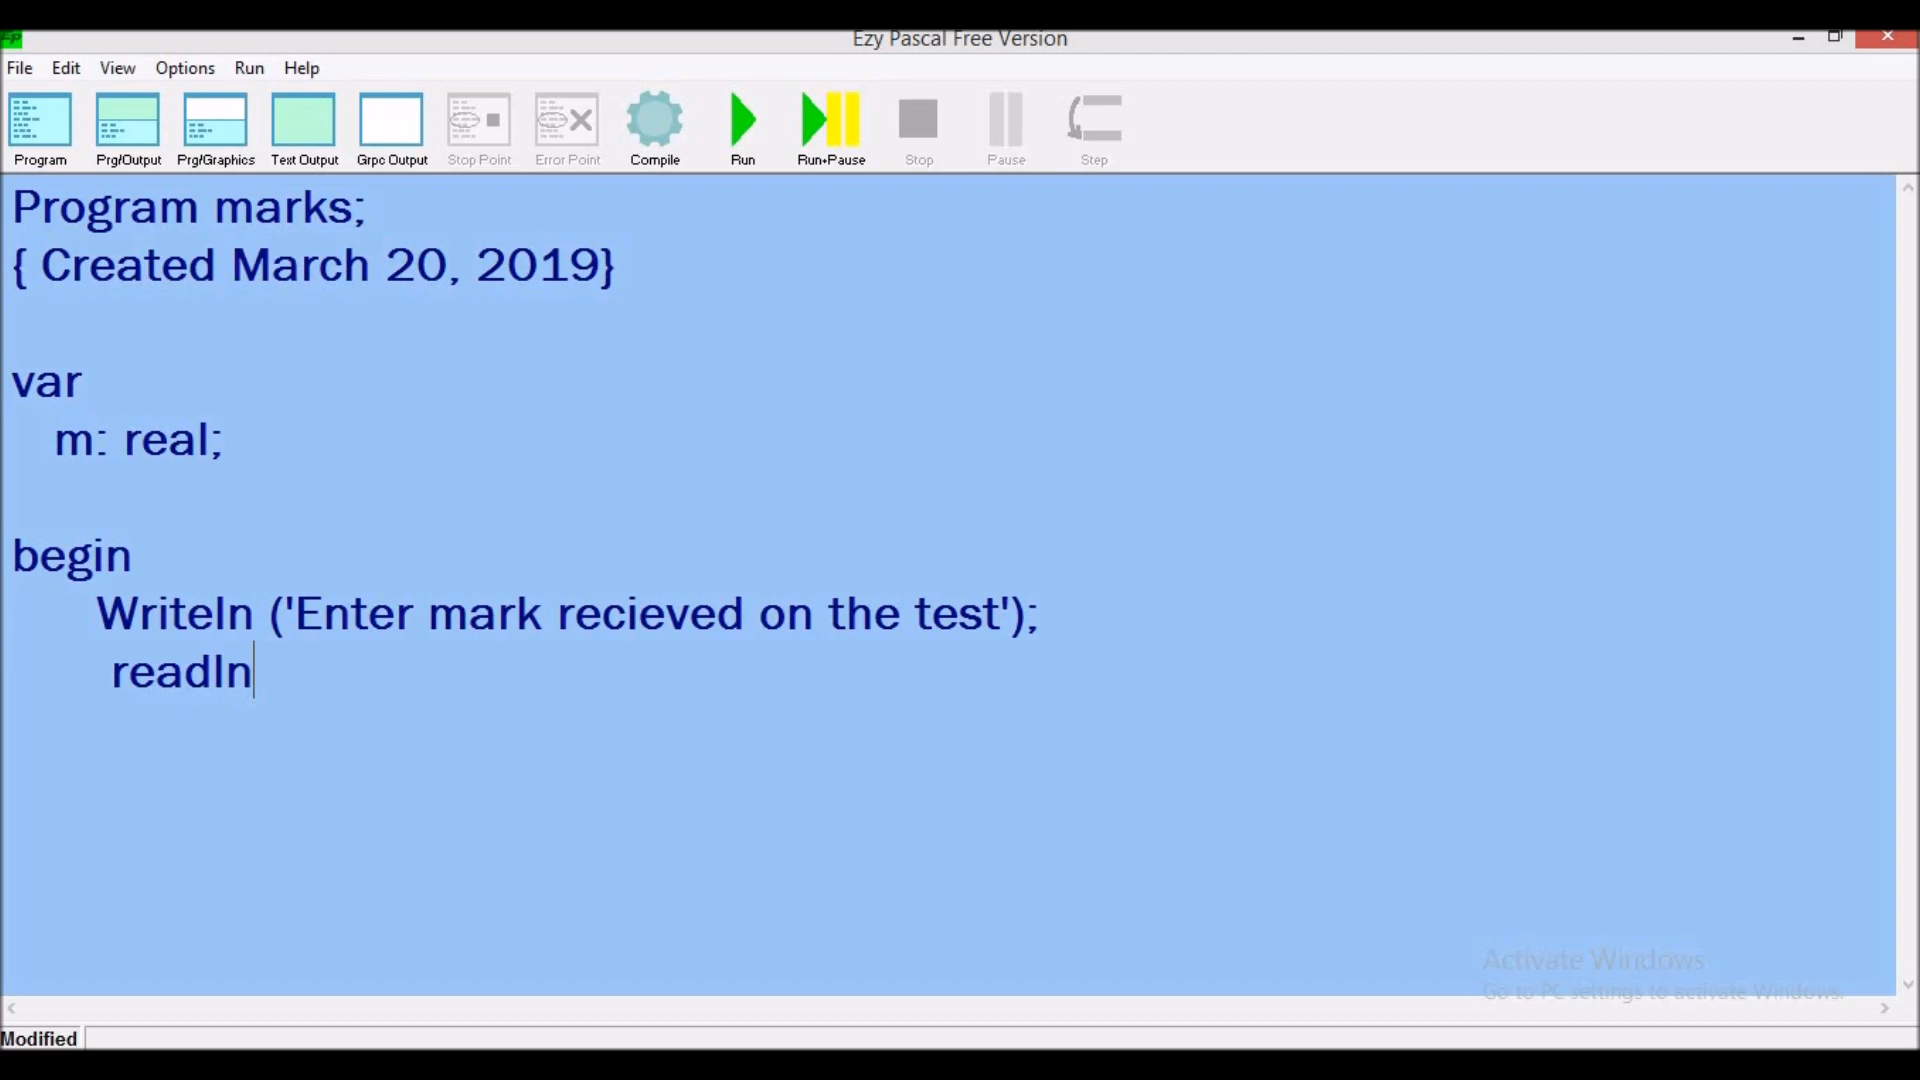 EP
Ezy Pascal Free Version
File Edit View Options Run Help
Program Prg/Output Prg/Graphics Text Output Grpc Output Stop Point Error Point Compile Run Run+Pause Stop Pause Step
Program marks;
{ Created March 20, 2019}
var
m: real;
begin
Writeln ('Enter mark recieved on the test');
readln
Activate Windows
Go to PC settings to activate Windows.
Modified